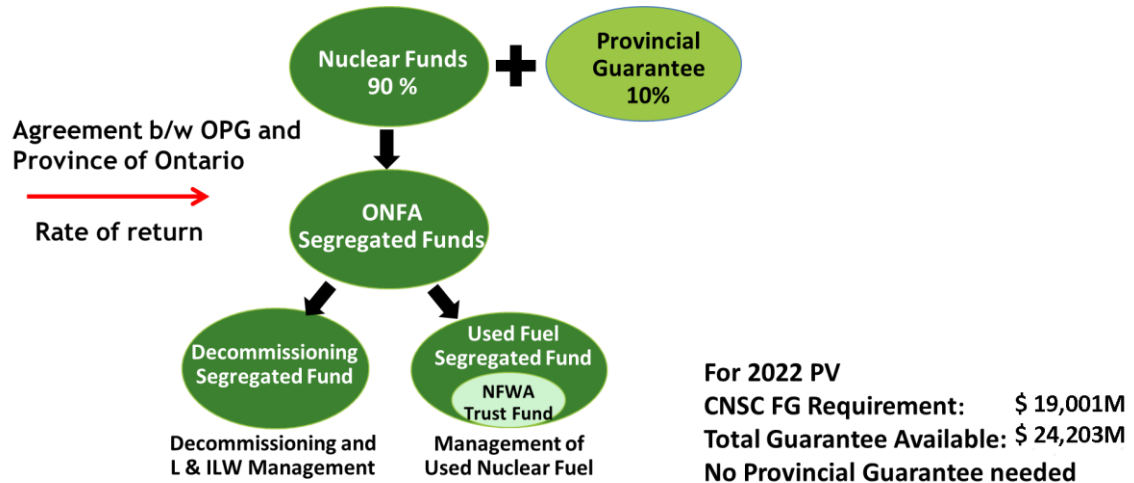 Nuclear Funds
90 %
Provincial
Guarantee
10%
Agreement b/w OPG and
Province of Ontario
Rate of return
ONFA
Segregated Funds
Decommissioning
Segregated Fund
Used Fuel
Segregated Fund
NFWA
Trust Fund
Decommissioning and
L & ILW Management
Management of
Used Nuclear Fuel
For 2022 PV
CNSC FG Requirement: $ 19,001M
Total Guarantee Available: $ 24,203M
No Provincial Guarantee needed